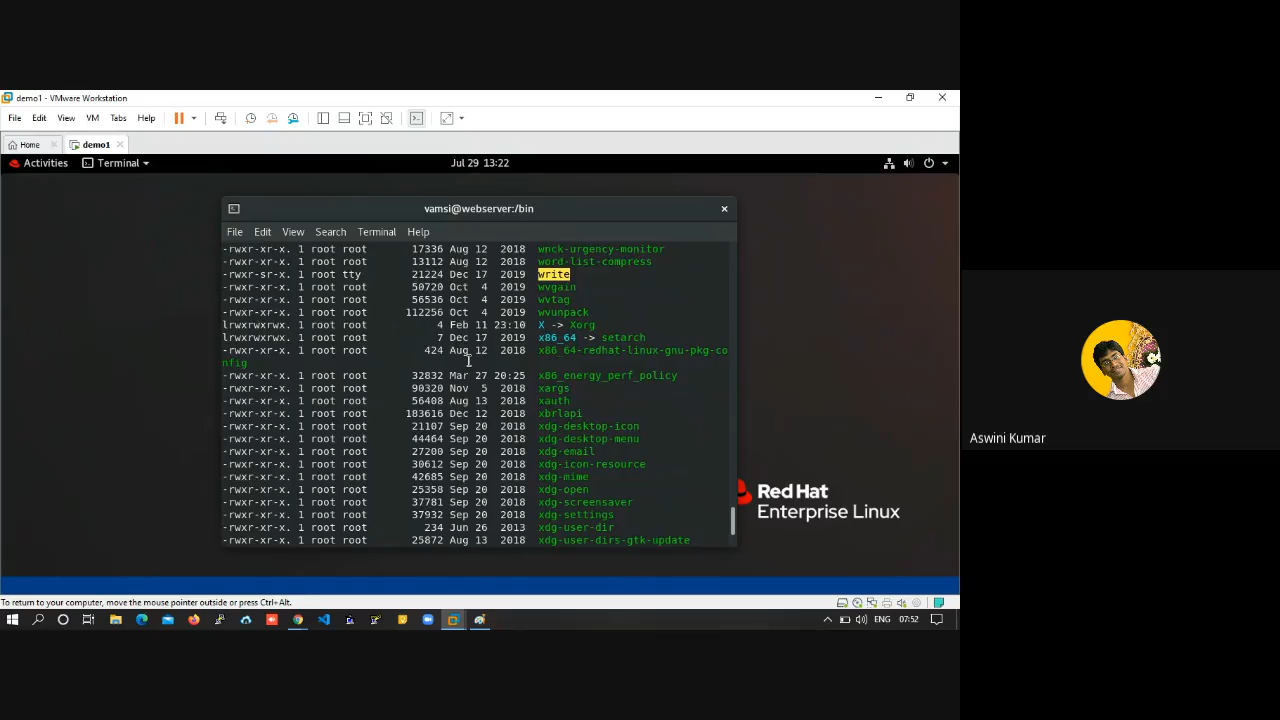 demo1 - VMware Workstation
File Edit View VM Tabs Help
Home demo1
Activities Terminal Jul 29 13:22
vamsi@webserver:/bin
File Edit View Search Terminal Help
-rwxr-xr-x. 1 root root 17336 Aug 12 2018 wnck-urgency-monitor
-rwxr-xr-x. 1 root root 13112 Aug 12 2018 word-list-compress
-rwxr-sr-x. 1 root tty 21224 Dec 17 2019 write
-rwxr-xr-x. 1 root root 50720 Oct 4 2019 wvgain
-rwxr-xr-x. 1 root root 56536 Oct 4 2019 wvtag
-rwxr-xr-x. 1 root root 112256 Oct 4 2019 wvunpack
lrwxrwxrwx. 1 root root 4 Feb 11 23:10 X -> Xorg
lrwxrwxrwx. 1 root root 7 Dec 17 2019 x86_64 -> setarch
-rwxr-xr-x. 1 root root 424 Aug 12 2018 x86_64-redhat-linux-gnu-pkg-co
nfig
-rwxr-xr-x. 1 root root 32832 Mar 27 20:25 x86_energy_perf_policy
-rwxr-xr-x. 1 root root 90320 Nov 5 2018 xargs
-rwxr-xr-x. 1 root root 56408 Aug 13 2018 xauth
-rwxr-xr-x. 1 root root 183616 Dec 12 2018 xbrlapi
-rwxr-xr-x. 1 root root 21107 Sep 20 2018 xdg-desktop-icon
-rwxr-xr-x. 1 root root 44464 Sep 20 2018 xdg-desktop-menu
-rwxr-xr-x. 1 root root 27200 Sep 20 2018 xdg-email
-rwxr-xr-x. 1 root root 30612 Sep 20 2018 xdg-icon-resource
-rwxr-xr-x. 1 root root 42685 Sep 20 2018 xdg-mime
-rwxr-xr-x. 1 root root 25358 Sep 20 2018 xdg-open
-rwxr-xr-x. 1 root root 37781 Sep 20 2018 xdg-screensaver
-rwxr-xr-x. 1 root root 37932 Sep 20 2018 xdg-settings
-rwxr-xr-x. 1 root root 234 Jun 26 2013 xdg-user-dir
-rwxr-xr-x. 1 root root 25872 Aug 13 2018 xdg-user-dirs-gtk-update
Red Hat
Enterprise Linux
Aswini Kumar
To return to your computer, move the mouse pointer outside or press Ctrl+Alt.
ENG 07:52